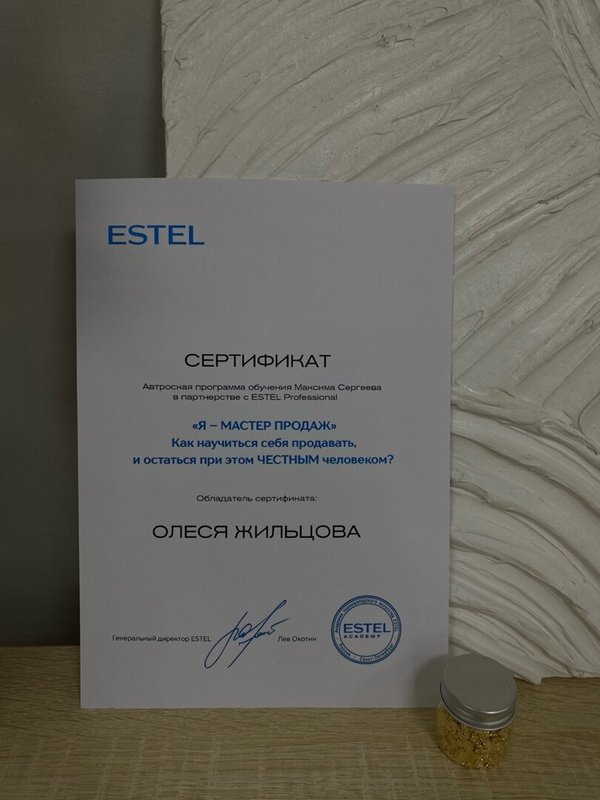 ESTEL
СЕРТИФИКАТ
Автроская программа обучения Максима Сергеева
в партнерстве с ESTEL Professional
«Я – МАСТЕР ПРОДАЖ»
Как научиться себя продавать,
и остаться при этом ЧЕСТНЫМ человеком?
Обладатель сертификата:
ОЛЕСЯ ЖИЛЬЦОВА
Генеральный директор ESTEL
Лев Охотин
ESTEL
ACADEMY